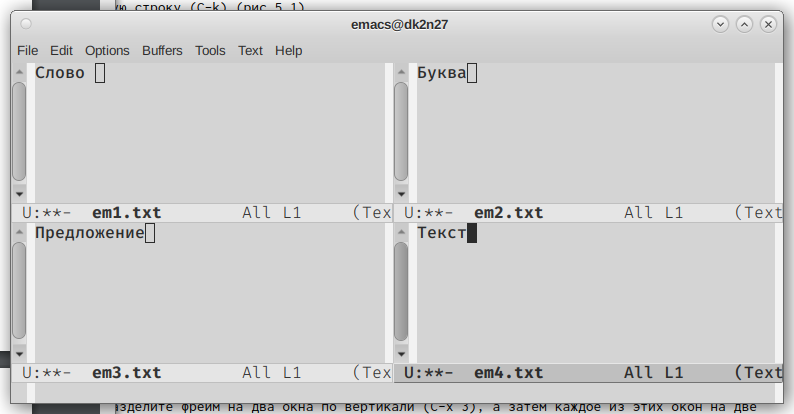 ую строку (C-k) (рис 5.1)
emacs@dk2n27
File Edit Options Buffers Tools Text Help
Слово
Буква
U:**- em1.txt All L1 (Tex
U:**- em2.txt All L1 (Text
Предложение
Текст
U:**- em3.txt All L1 (Tex
U:**- em4.txt All L1 (Text
азделите фрейм на два окна по вертикали (C-x 3), а затем каждое из этих окон на две